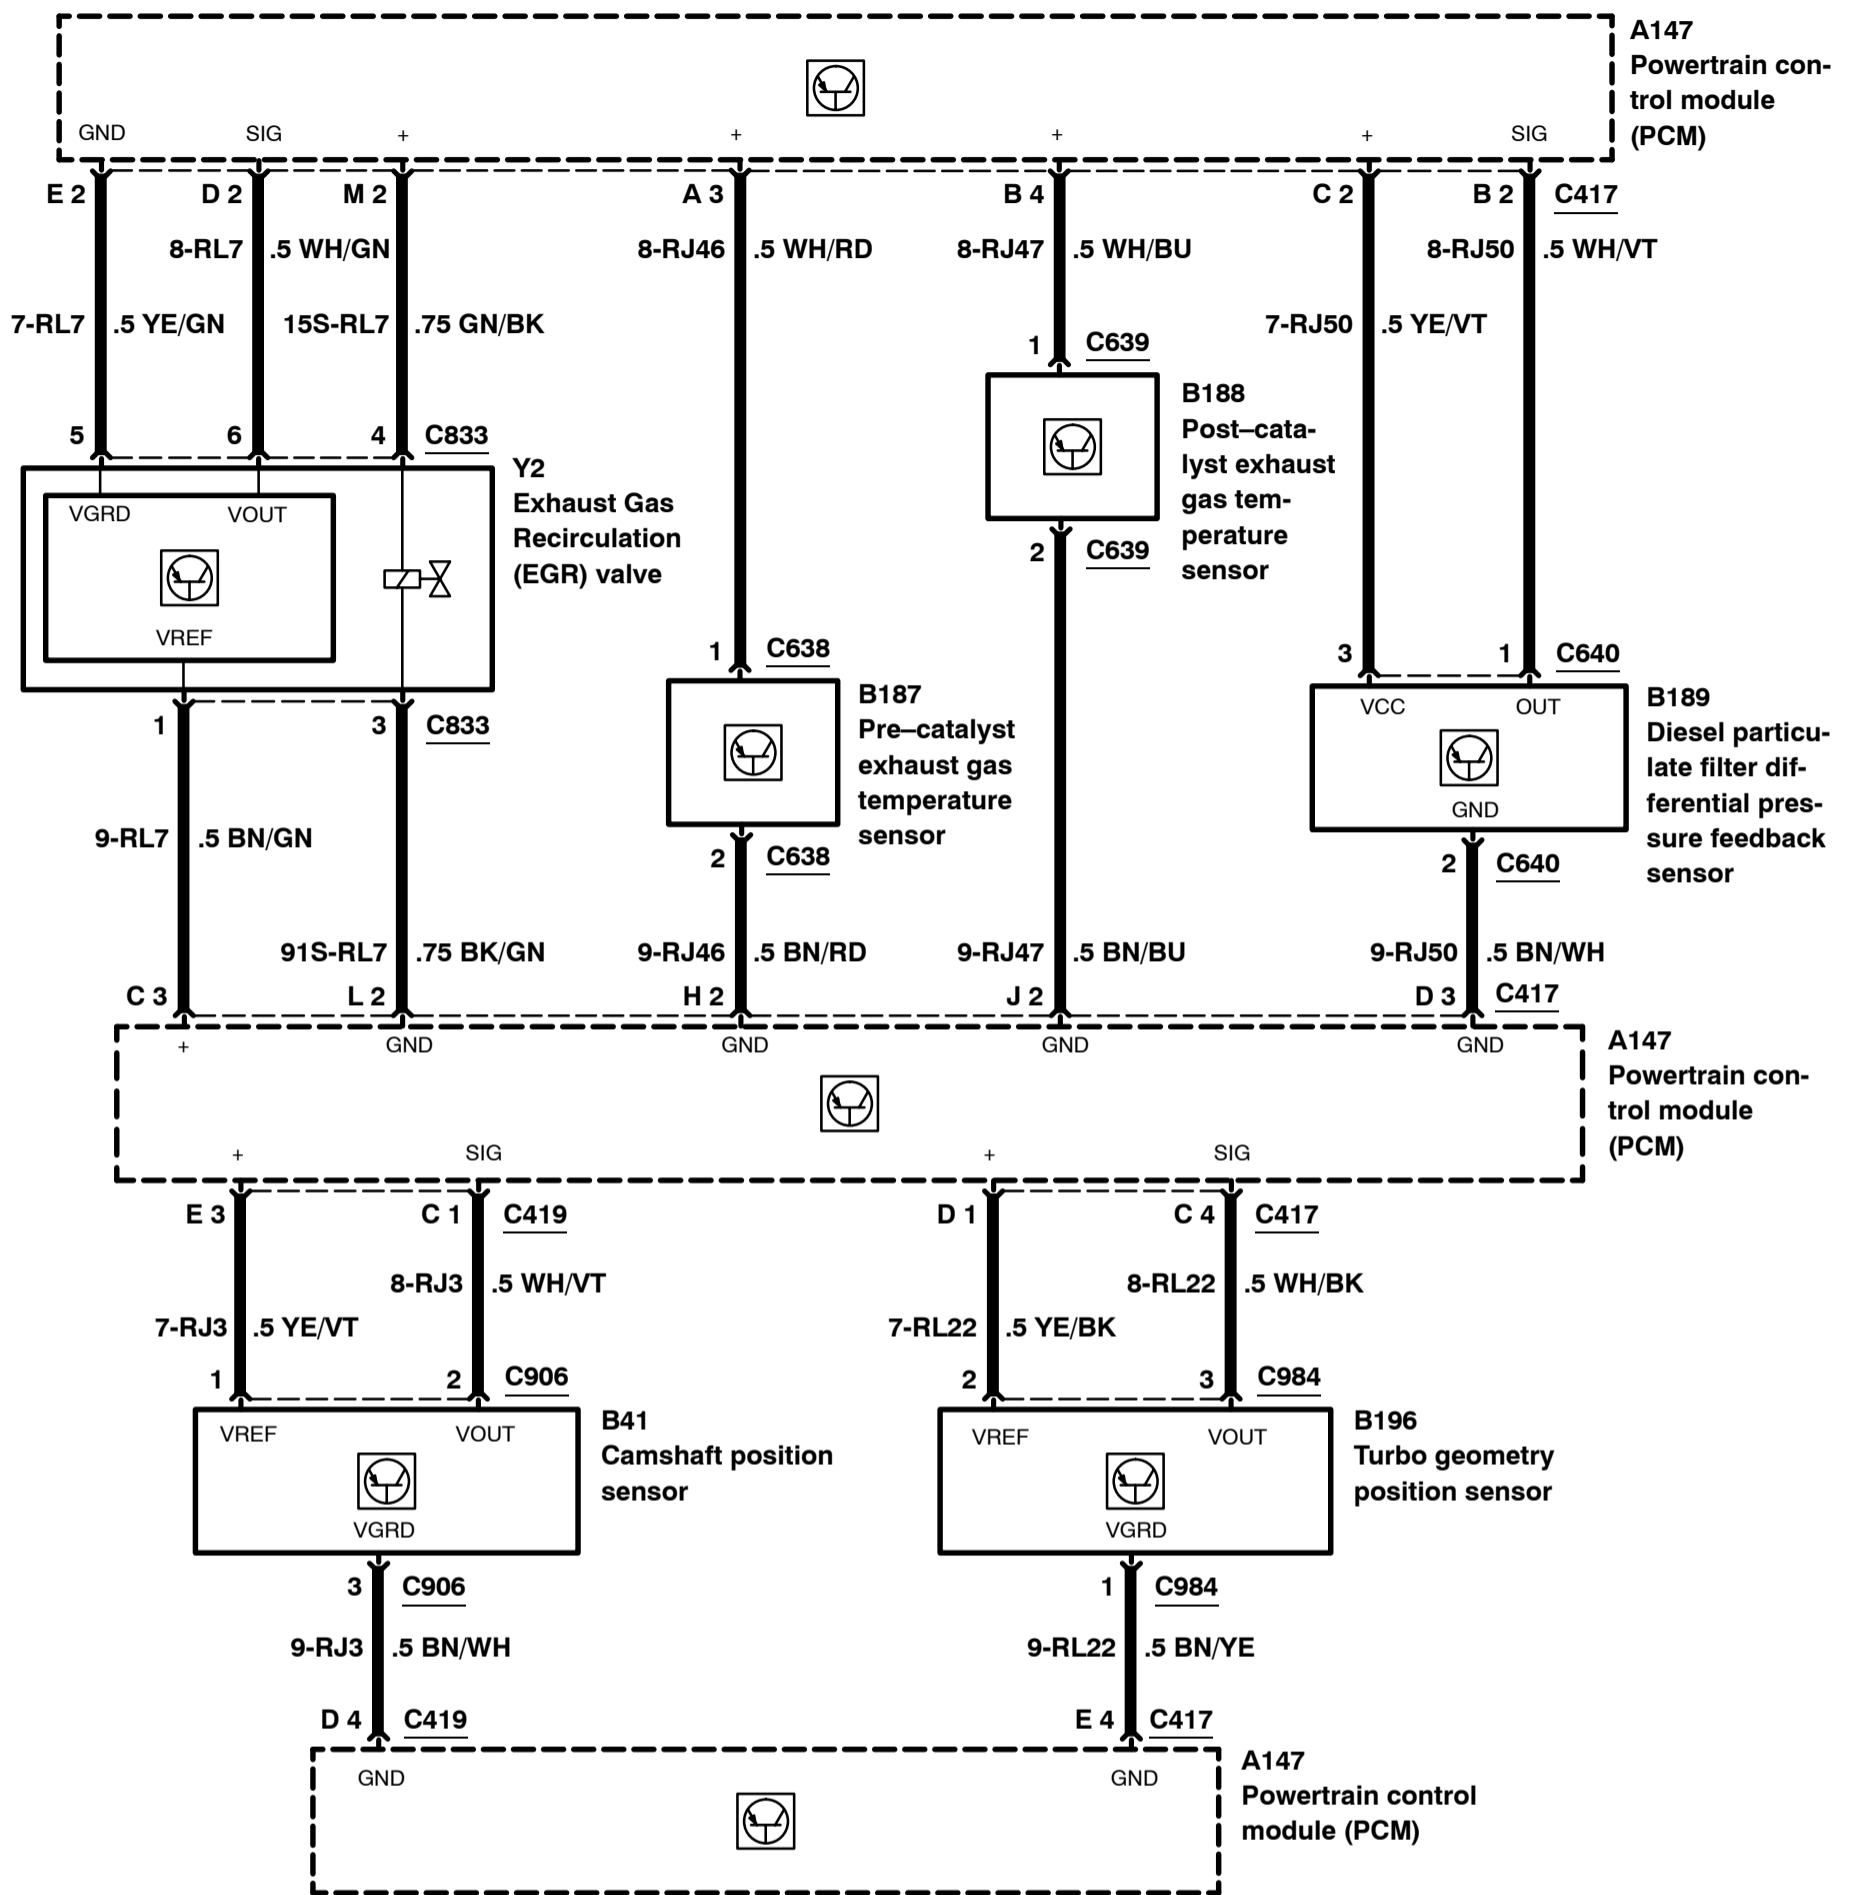 A147
Powertrain con-
trol module
(PCM)
GND SIG + + + + SIG
E 2 D 2 M 2 A 3 B 4 C 2 B 2 C417
8-RL7 .5 WH/GN 8-RJ46 .5 WH/RD 8-RJ47 .5 WH/BU 8-RJ50 .5 WH/VT
7-RL7 .5 YE/GN 15S-RL7 .75 GN/BK 7-RJ50 .5 YE/VT
1 C639
B188
Post–cata-
lyst exhaust
gas tem-
perature
sensor
5 6 4 C833
Y2
Exhaust Gas
Recirculation
(EGR) valve
VGRD VOUT
VREF
2 C639
1 C638
3 1 C640
B187
Pre–catalyst
exhaust gas
temperature
sensor
VCC OUT
GND
B189
Diesel particu-
late filter dif-
ferential pres-
sure feedback
sensor
1 3 C833
2 C638
2 C640
9-RL7 .5 BN/GN
91S-RL7 .75 BK/GN 9-RJ46 .5 BN/RD 9-RJ47 .5 BN/BU 9-RJ50 .5 BN/WH
C 3 L 2 H 2 J 2 D 3 C417
+ GND GND GND GND
A147
Powertrain con-
trol module
(PCM)
+ SIG + SIG
E 3 C 1 C419 D 1 C 4 C417
8-RJ3 .5 WH/VT 8-RL22 .5 WH/BK
7-RJ3 .5 YE/VT 7-RL22 .5 YE/BK
1 2 C906 2 3 C984
VREF VOUT
VGRD
B41
Camshaft position
sensor
VREF VOUT
VGRD
B196
Turbo geometry
position sensor
3 C906 1 C984
9-RJ3 .5 BN/WH 9-RL22 .5 BN/YE
D 4 C419 E 4 C417
GND GND
A147
Powertrain control
module (PCM)